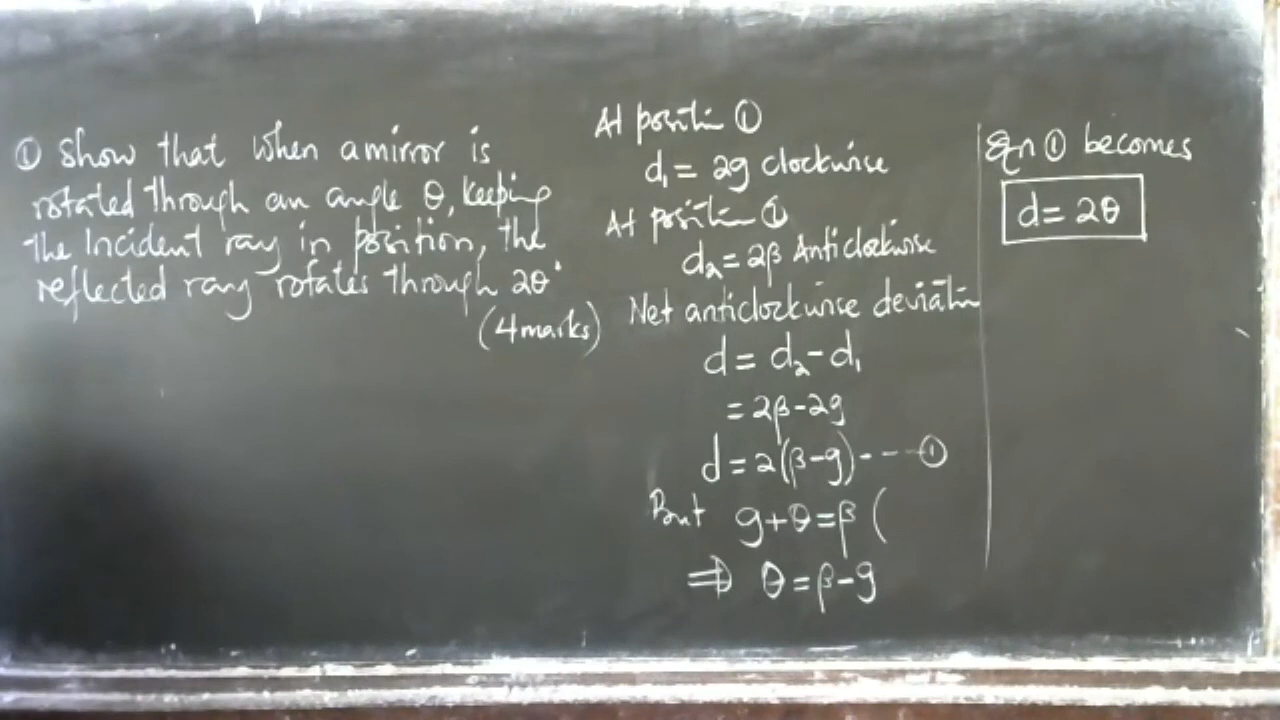 ① Show that when a mirror is
rotated through an angle θ, keeping
the Incident ray in position, the
reflected ray rotates through 2θ°
(4marks)
At position ①
d₁ = 2g clockwise
At position ①
d₂ = 2β Anticlockwise
Net anticlockwise deviation
d = d₂ - d₁
= 2β - 2g
d = 2(β-g) - - - - ①
But g + θ = β (
⇒ θ = β - g
Eqn ① becomes
d = 2θ